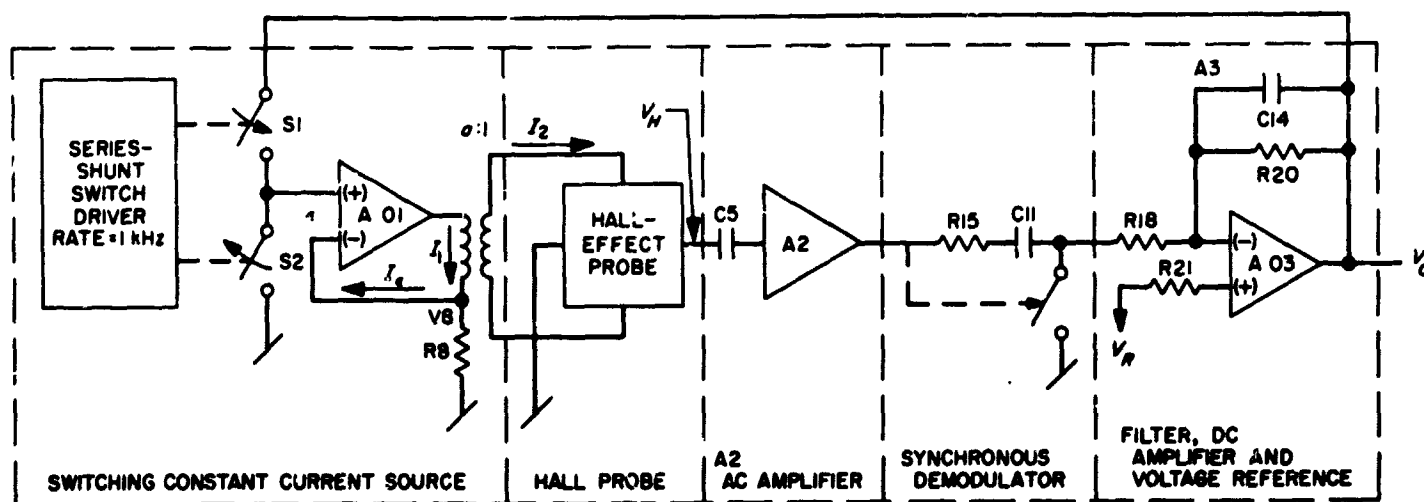 SERIES-
SHUNT
SWITCH
DRIVER
RATE = 1 kHz
S1
S2
(+)
A 01
(-)
I1
Ia
V8
R8
a:1
I2
HALL-
EFFECT
PROBE
VH
C5
A2
R15
C11
R18
R21
VR
A3
C14
R20
(-)
A 03
(+)
SWITCHING CONSTANT CURRENT SOURCE
HALL PROBE
A2
AC AMPLIFIER
SYNCHRONOUS
DEMODULATOR
FILTER, DC
AMPLIFIER AND
VOLTAGE REFERENCE